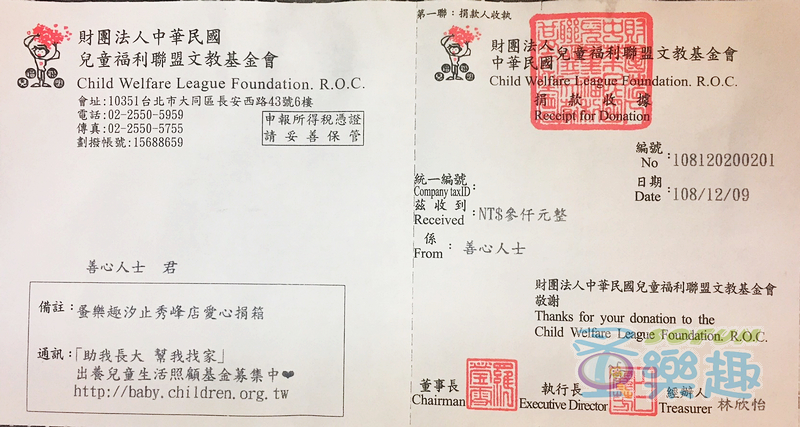 財團法人中華民國
兒童福利聯盟文教基金會
Child Welfare League Foundation. R.O.C.
會址:10351台北市大同區長安西路43號6樓
電話:02-2550-5959
傳真:02-2550-5755
劃撥帳號:15688659
申報所得稅憑證
請妥善保管
善心人士 君
備註:蛋樂趣汐止秀峰店愛心捐箱
通訊:「助我長大 幫我找家」
出養兒童生活照顧基金募集中❤
http://baby.children.org.tw
第一聯:捐款人收執
財團法人
中華民國 兒童福利聯盟文教基金會
Child Welfare League Foundation. R.O.C.
捐款收據
Receipt for Donation
編號
No :108120200201
日期
Date :108/12/09
統一編號
Company taxID :
茲收到
Received :NT$參仟元整
係
From : 善心人士
財團法人中華民國兒童福利聯盟文教基金會
敬謝
Thanks for your donation to the
Child Welfare League Foundation, R.O.C.
董事長
Chairman
執行長
Executive Director
經辦人
Treasurer 林欣怡
樂趣